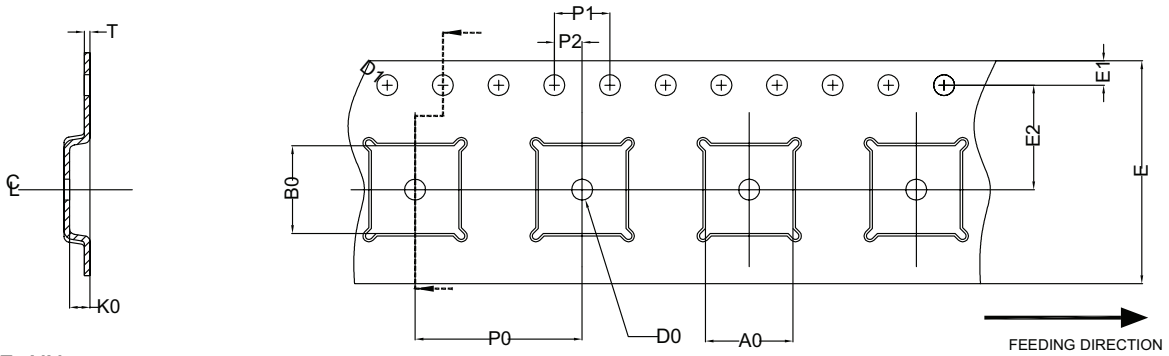 T
P1
P2
D1
E1
E2
E
B0
℄
K0
P0
D0
A0
FEEDING DIRECTION